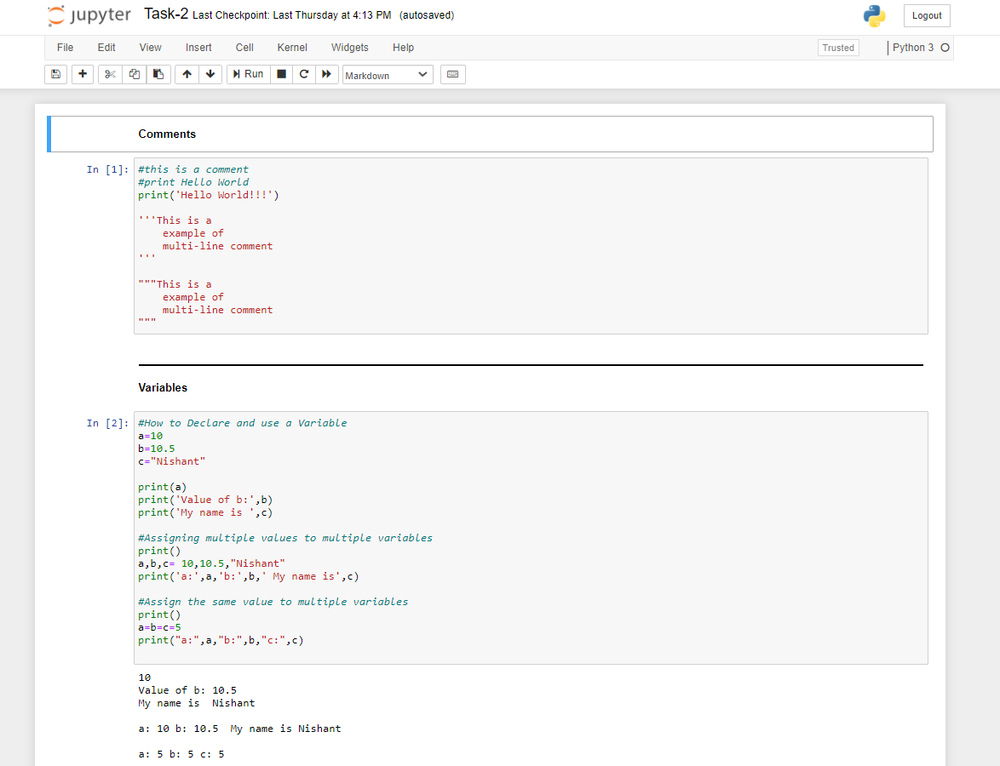 jupyter Task-2 Last Checkpoint: Last Thursday at 4:13 PM (autosaved) Logout
File Edit View Insert Cell Kernel Widgets Help Trusted Python 3
Run Markdown
Comments
In [1]: #this is a comment
#print Hello World
print('Hello World!!!')
'''This is a
    example of
    multi-line comment
'''
"""This is a
    example of
    multi-line comment
"""
Variables
In [2]: #How to Declare and use a Variable
a=10
b=10.5
c="Nishant"
print(a)
print('Value of b:',b)
print('My name is ',c)
#Assigning multiple values to multiple variables
print()
a,b,c= 10,10.5,"Nishant"
print('a:',a,'b:',b,' My name is',c)
#Assign the same value to multiple variables
print()
a=b=c=5
print("a:",a,"b:",b,"c:",c)
10
Value of b: 10.5
My name is  Nishant
a: 10 b: 10.5  My name is Nishant
a: 5 b: 5 c: 5